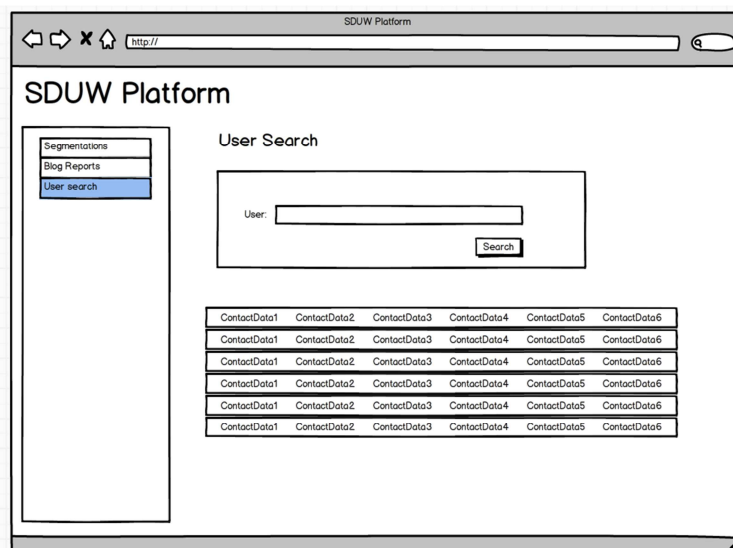 SDUW Platform
http://
SDUW Platform
Segmentations
Blog Reports
User search
User Search
User:
Search
ContactData1 ContactData2 ContactData3 ContactData4 ContactData5 ContactData6
ContactData1 ContactData2 ContactData3 ContactData4 ContactData5 ContactData6
ContactData1 ContactData2 ContactData3 ContactData4 ContactData5 ContactData6
ContactData1 ContactData2 ContactData3 ContactData4 ContactData5 ContactData6
ContactData1 ContactData2 ContactData3 ContactData4 ContactData5 ContactData6
ContactData1 ContactData2 ContactData3 ContactData4 ContactData5 ContactData6